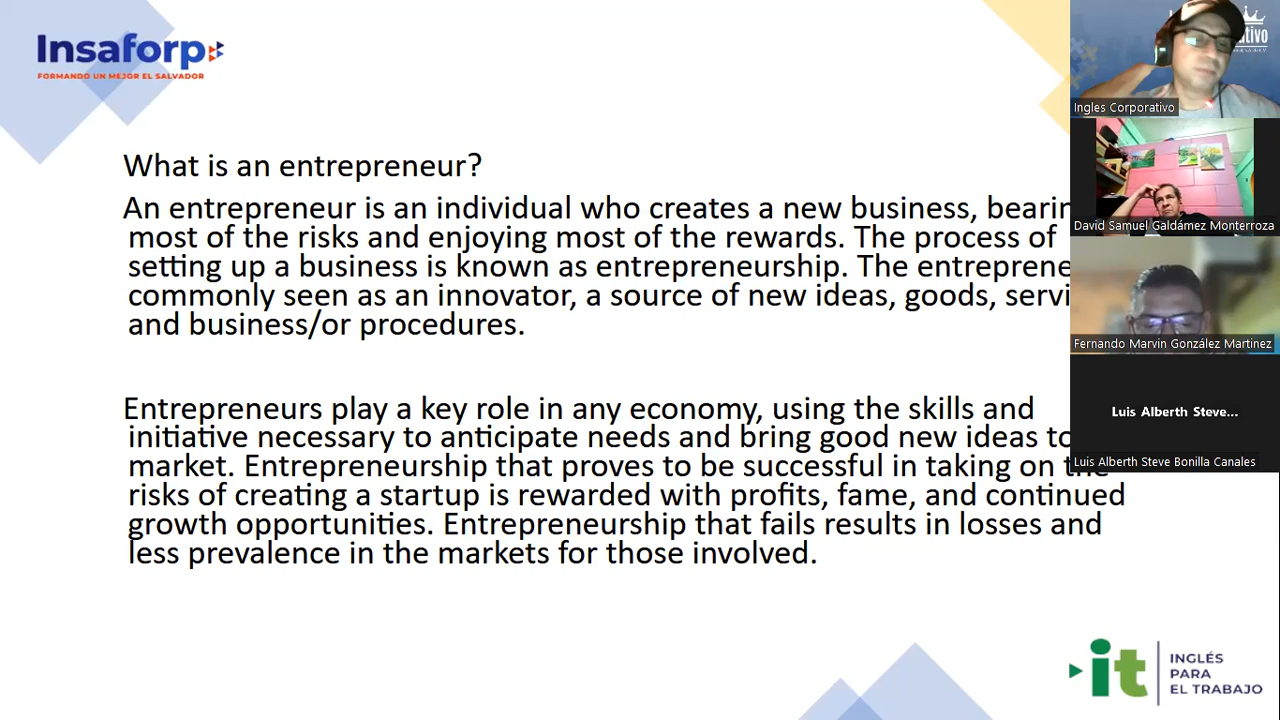 Insaforp
FORMANDO UN MEJOR EL SALVADOR
What is an entrepreneur?
An entrepreneur is an individual who creates a new business,
most of the risks and enjoying most of the rewards. The process of
setting up a business is known as entrepreneurship. The
commonly seen as an innovator, a source of new ideas, goods,
and business/or procedures.
Entrepreneurs play a key role in any economy, using the skills and
initiative necessary to anticipate needs and bring good new ideas to
market. Entrepreneurship that proves to be successful in taking on the
risks of creating a startup is rewarded with profits, fame, and continued
growth opportunities. Entrepreneurship that fails results in losses and
less prevalence in the markets for those involved.
Ingles Corporativo
David Samuel Galdámez Monterroza
Fernando Marvin González Martinez
Luis Alberth Steve...
Luis Alberth Steve Bonilla Canales
it
INGLÉS
PARA
EL TRABAJO